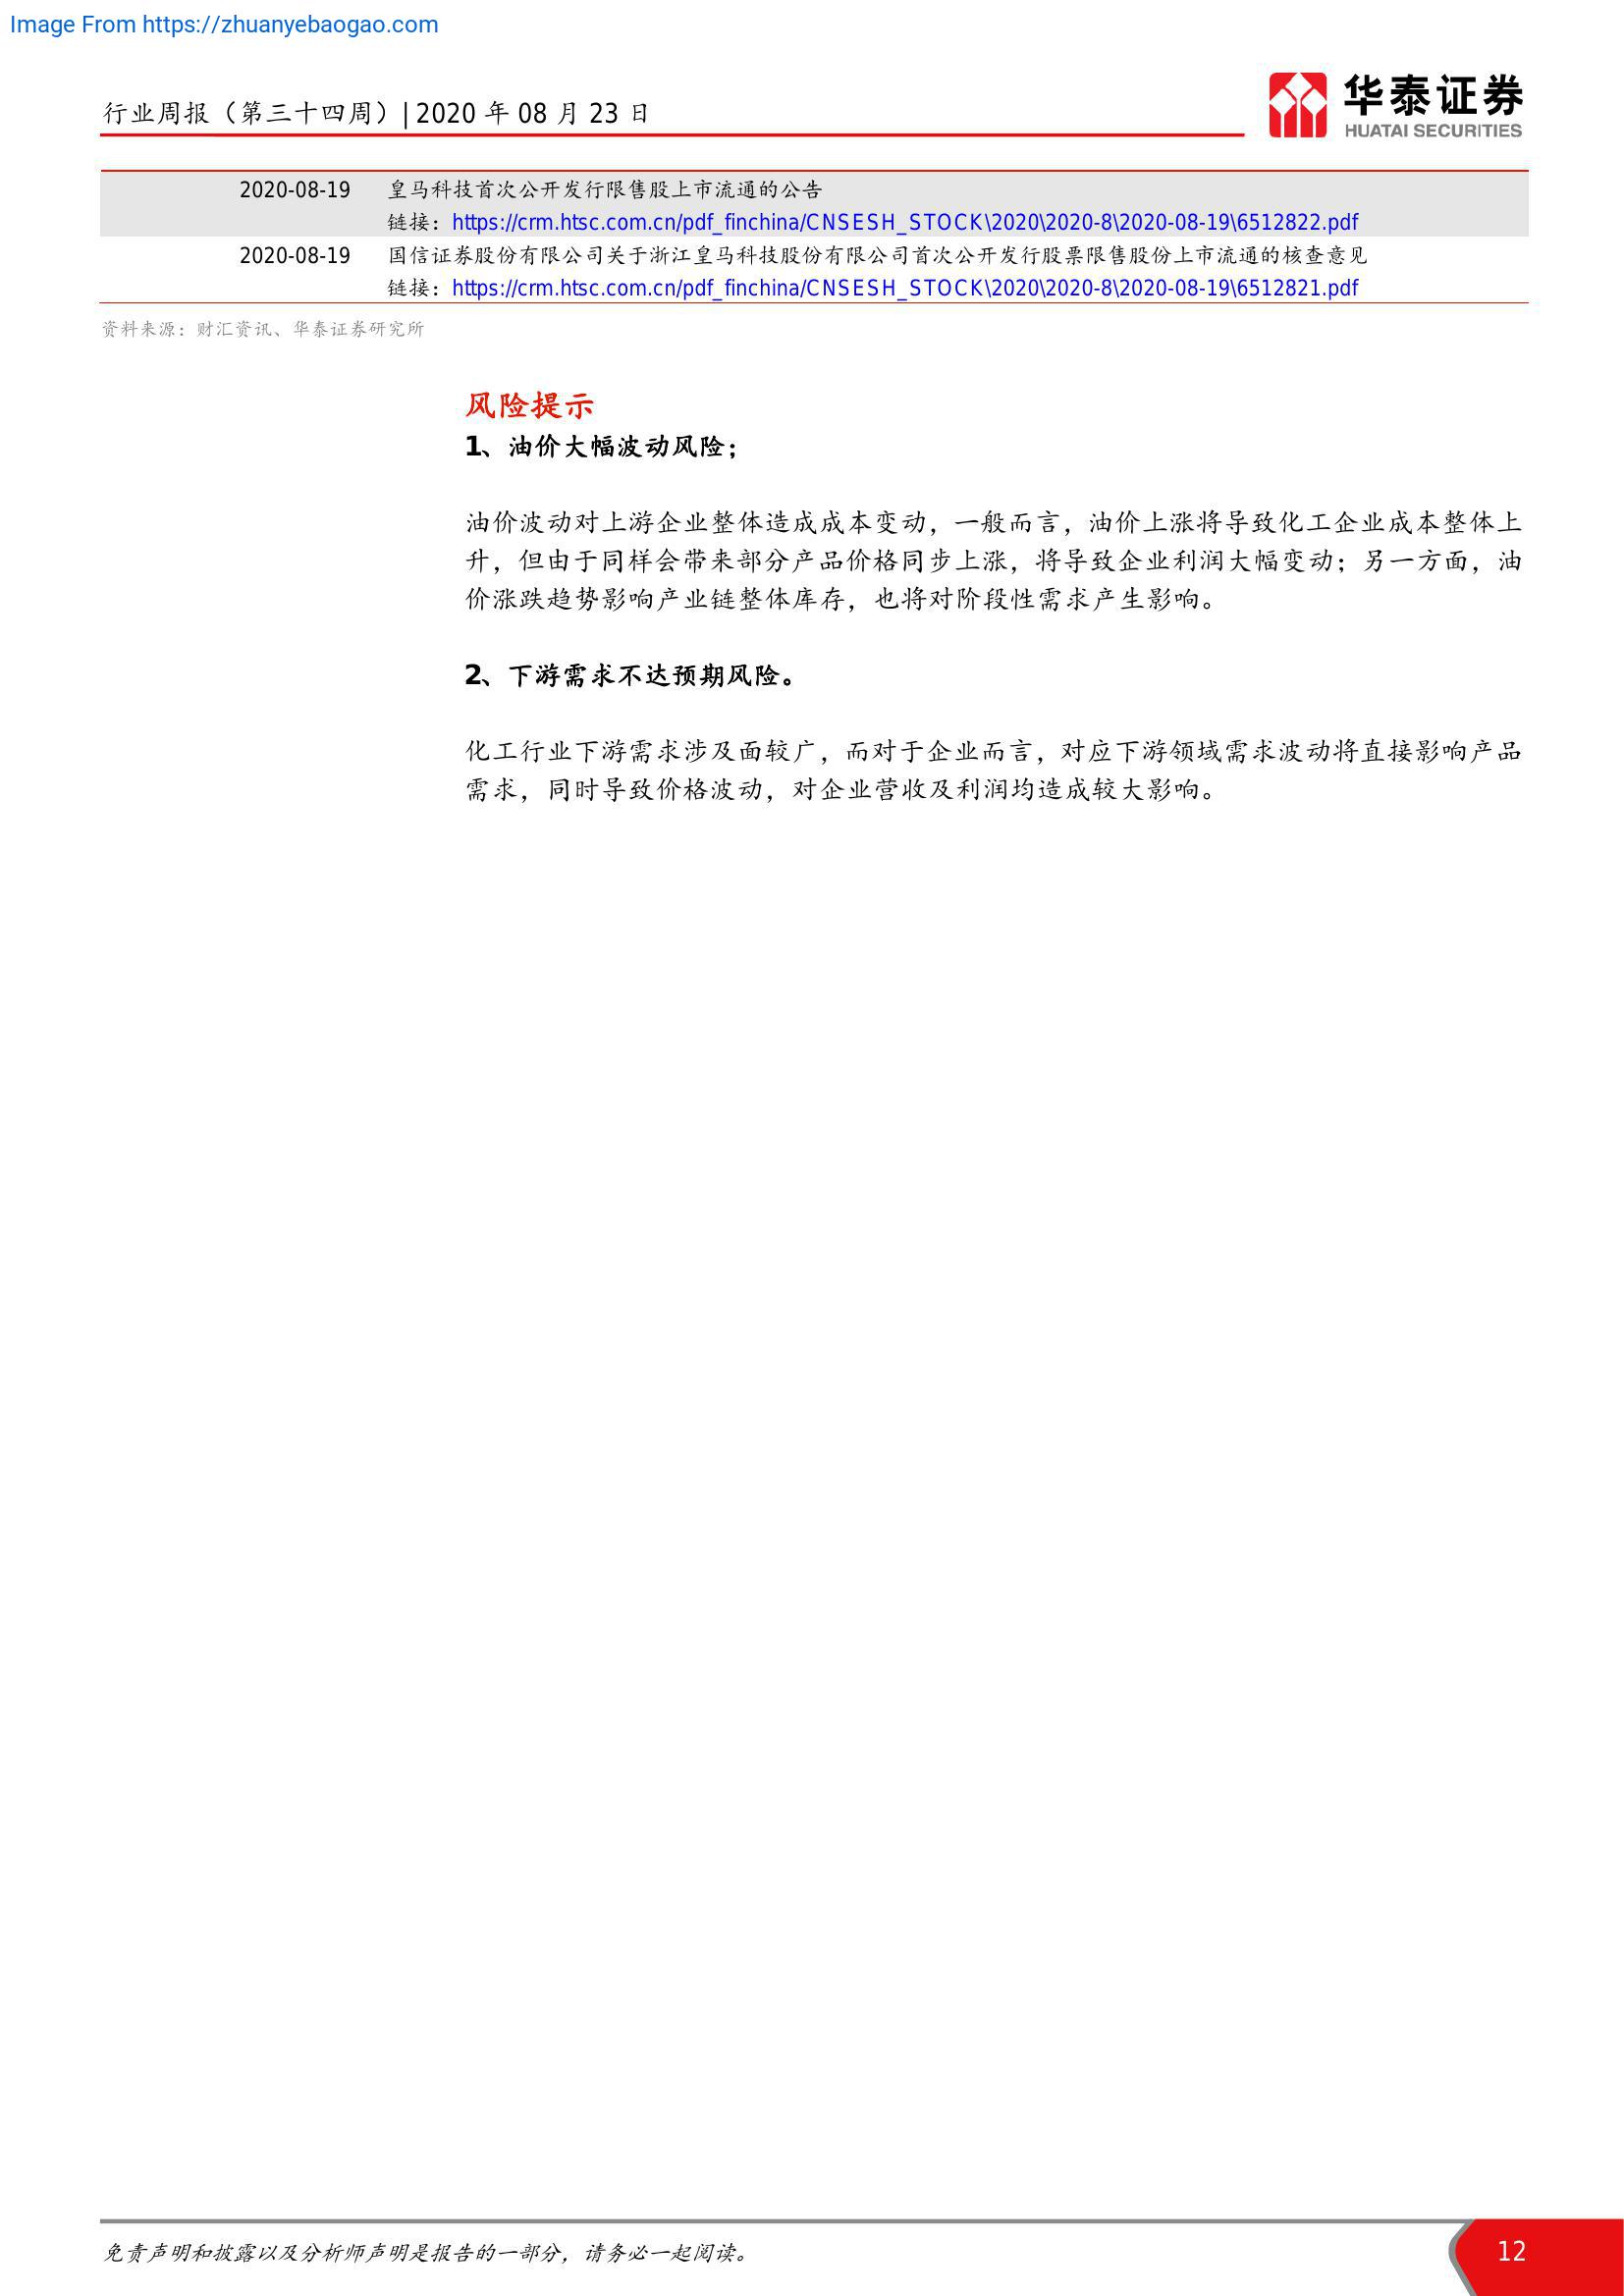 Image From https://zhuanyebaogao.com
行业周报（第三十四周）| 2020 年 08 月 23 日
华泰证券
HUATAI SECURITIES
2020-08-19 皇马科技首次公开发行限售股上市流通的公告
链接：https://crm.htsc.com.cn/pdf_finchina/CNSESH_STOCK\2020\2020-8\2020-08-19\6512822.pdf
2020-08-19 国信证券股份有限公司关于浙江皇马科技股份有限公司首次公开发行股票限售股份上市流通的核查意见
链接：https://crm.htsc.com.cn/pdf_finchina/CNSESH_STOCK\2020\2020-8\2020-08-19\6512821.pdf
资料来源：财汇资讯、华泰证券研究所
风险提示
1、油价大幅波动风险；
油价波动对上游企业整体造成成本变动，一般而言，油价上涨将导致化工企业成本整体上
升，但由于同样会带来部分产品价格同步上涨，将导致企业利润大幅变动；另一方面，油
价涨跌趋势影响产业链整体库存，也将对阶段性需求产生影响。
2、下游需求不达预期风险。
化工行业下游需求涉及面较广，而对于企业而言，对应下游领域需求波动将直接影响产品
需求，同时导致价格波动，对企业营收及利润均造成较大影响。
免责声明和披露以及分析师声明是报告的一部分，请务必一起阅读。
12